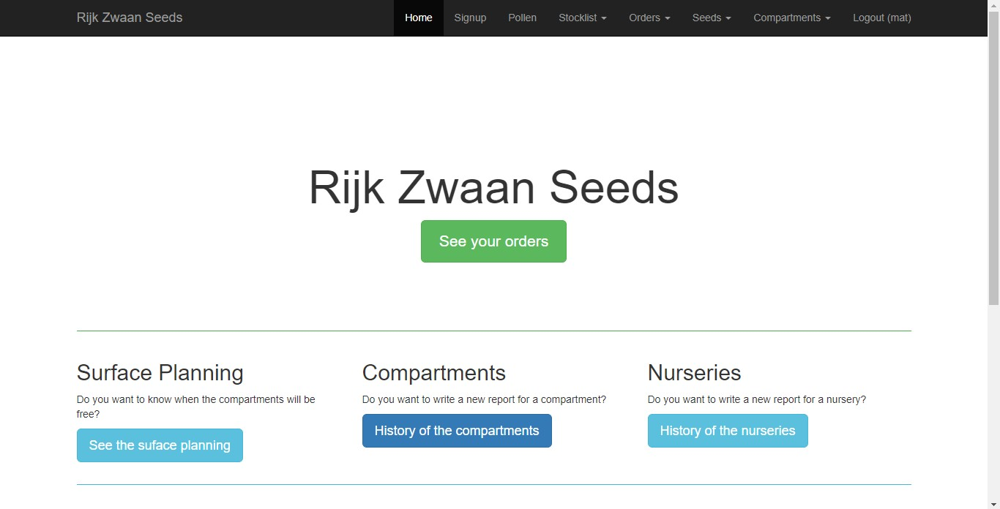 Rijk Zwaan Seeds
Home Signup Pollen Stocklist Orders Seeds Compartments Logout (mat)
Rijk Zwaan Seeds
See your orders
Surface Planning
Do you want to know when the compartments will be
free?
See the suface planning
Compartments
Do you want to write a new report for a compartment?
History of the compartments
Nurseries
Do you want to write a new report for a nursery?
History of the nurseries